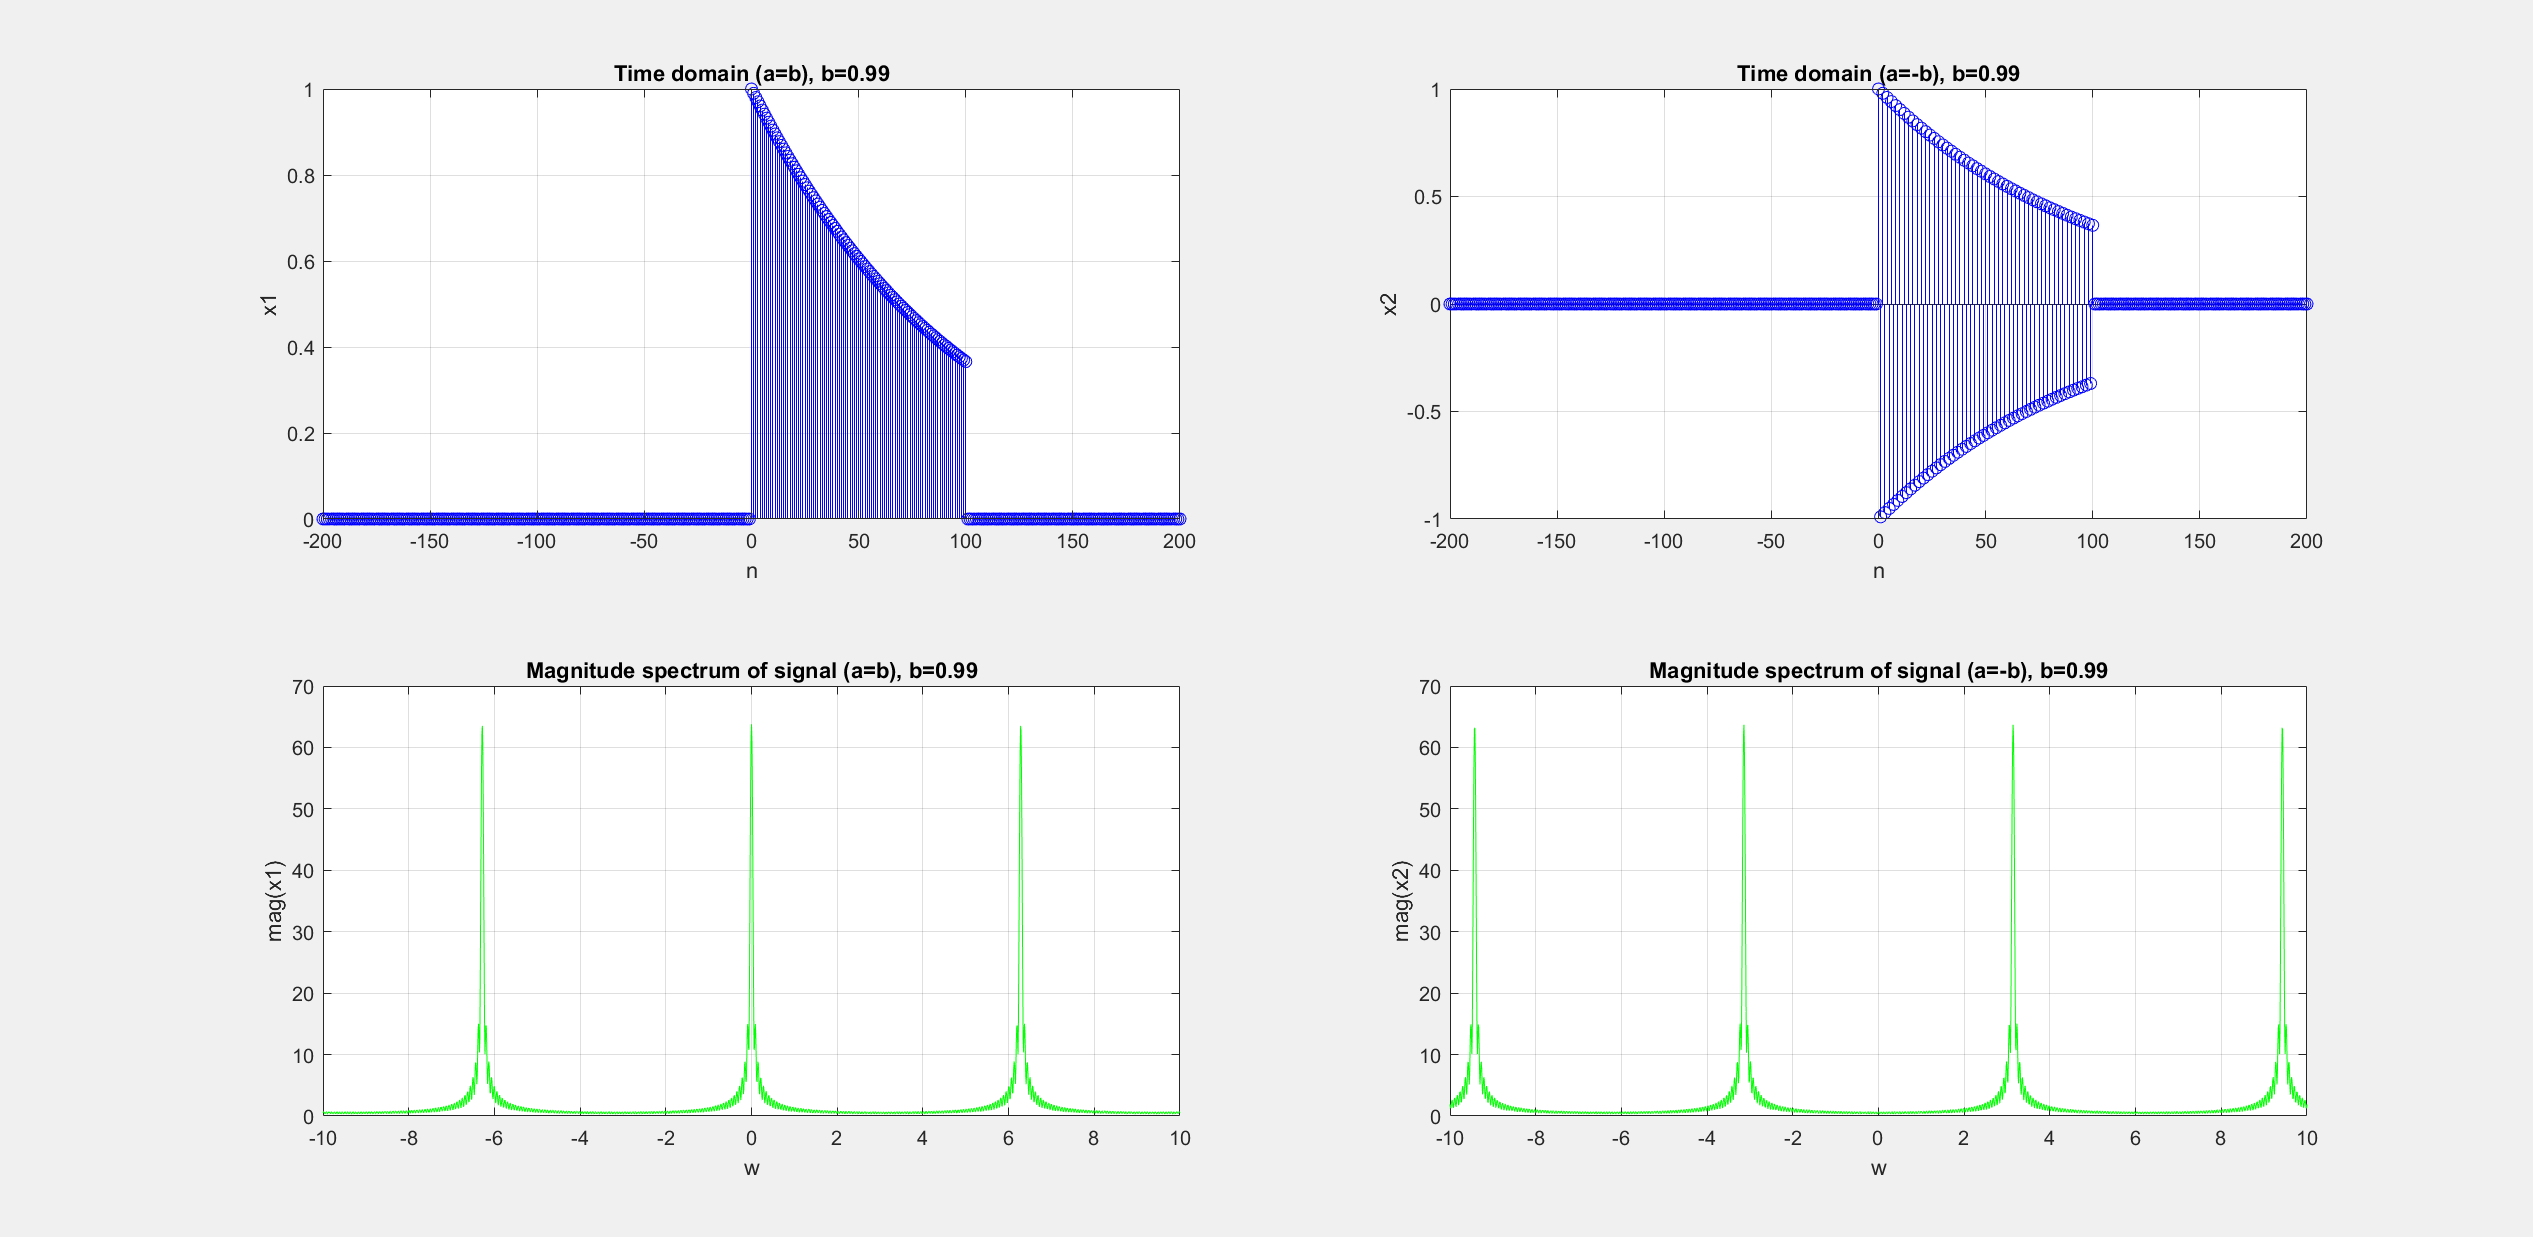 Time domain (a=b), b=0.99
1
0.8
0.6
0.4
0.2
0
x1
-200 -150 -100 -50 0 50 100 150 200
n
Time domain (a=-b), b=0.99
1
0.5
0
-0.5
-1
x2
-200 -150 -100 -50 0 50 100 150 200
n
Magnitude spectrum of signal (a=b), b=0.99
70
60
50
40
30
20
10
0
mag(x1)
-10 -8 -6 -4 -2 0 2 4 6 8 10
w
Magnitude spectrum of signal (a=-b), b=0.99
70
60
50
40
30
20
10
0
mag(x2)
-10 -8 -6 -4 -2 0 2 4 6 8 10
w